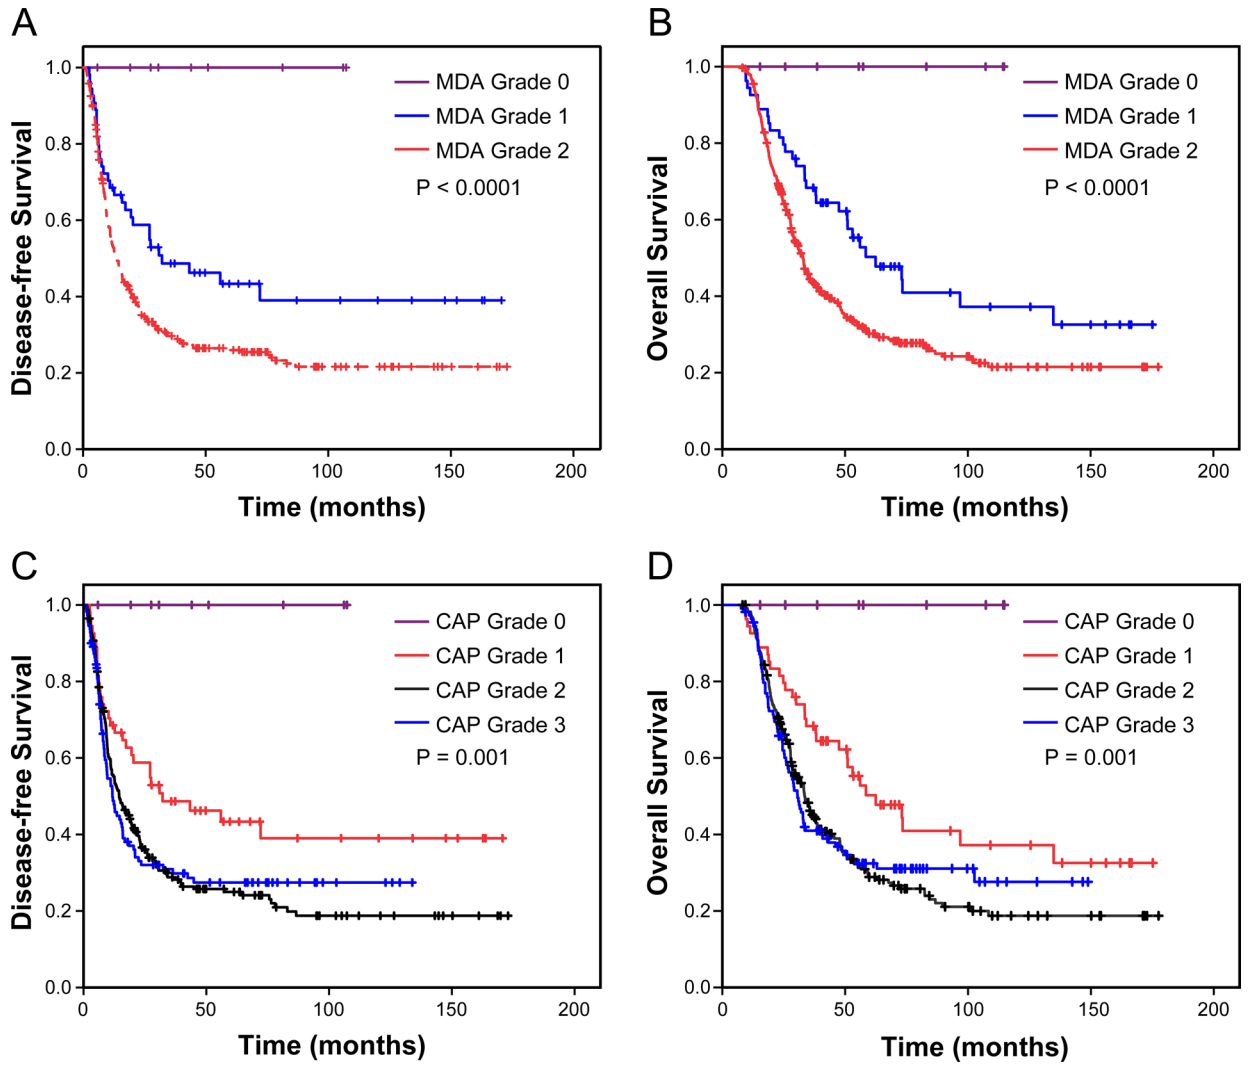 A
Disease-free Survival
1.0
0.8
0.6
0.4
0.2
0.0
MDA Grade 0
MDA Grade 1
MDA Grade 2
P < 0.0001
0 50 100 150 200
Time (months)
B
Overall Survival
1.0
0.8
0.6
0.4
0.2
0.0
MDA Grade 0
MDA Grade 1
MDA Grade 2
P < 0.0001
0 50 100 150 200
Time (months)
C
Disease-free Survival
1.0
0.8
0.6
0.4
0.2
0.0
CAP Grade 0
CAP Grade 1
CAP Grade 2
CAP Grade 3
P = 0.001
0 50 100 150 200
Time (months)
D
Overall Survival
1.0
0.8
0.6
0.4
0.2
0.0
CAP Grade 0
CAP Grade 1
CAP Grade 2
CAP Grade 3
P = 0.001
0 50 100 150 200
Time (months)